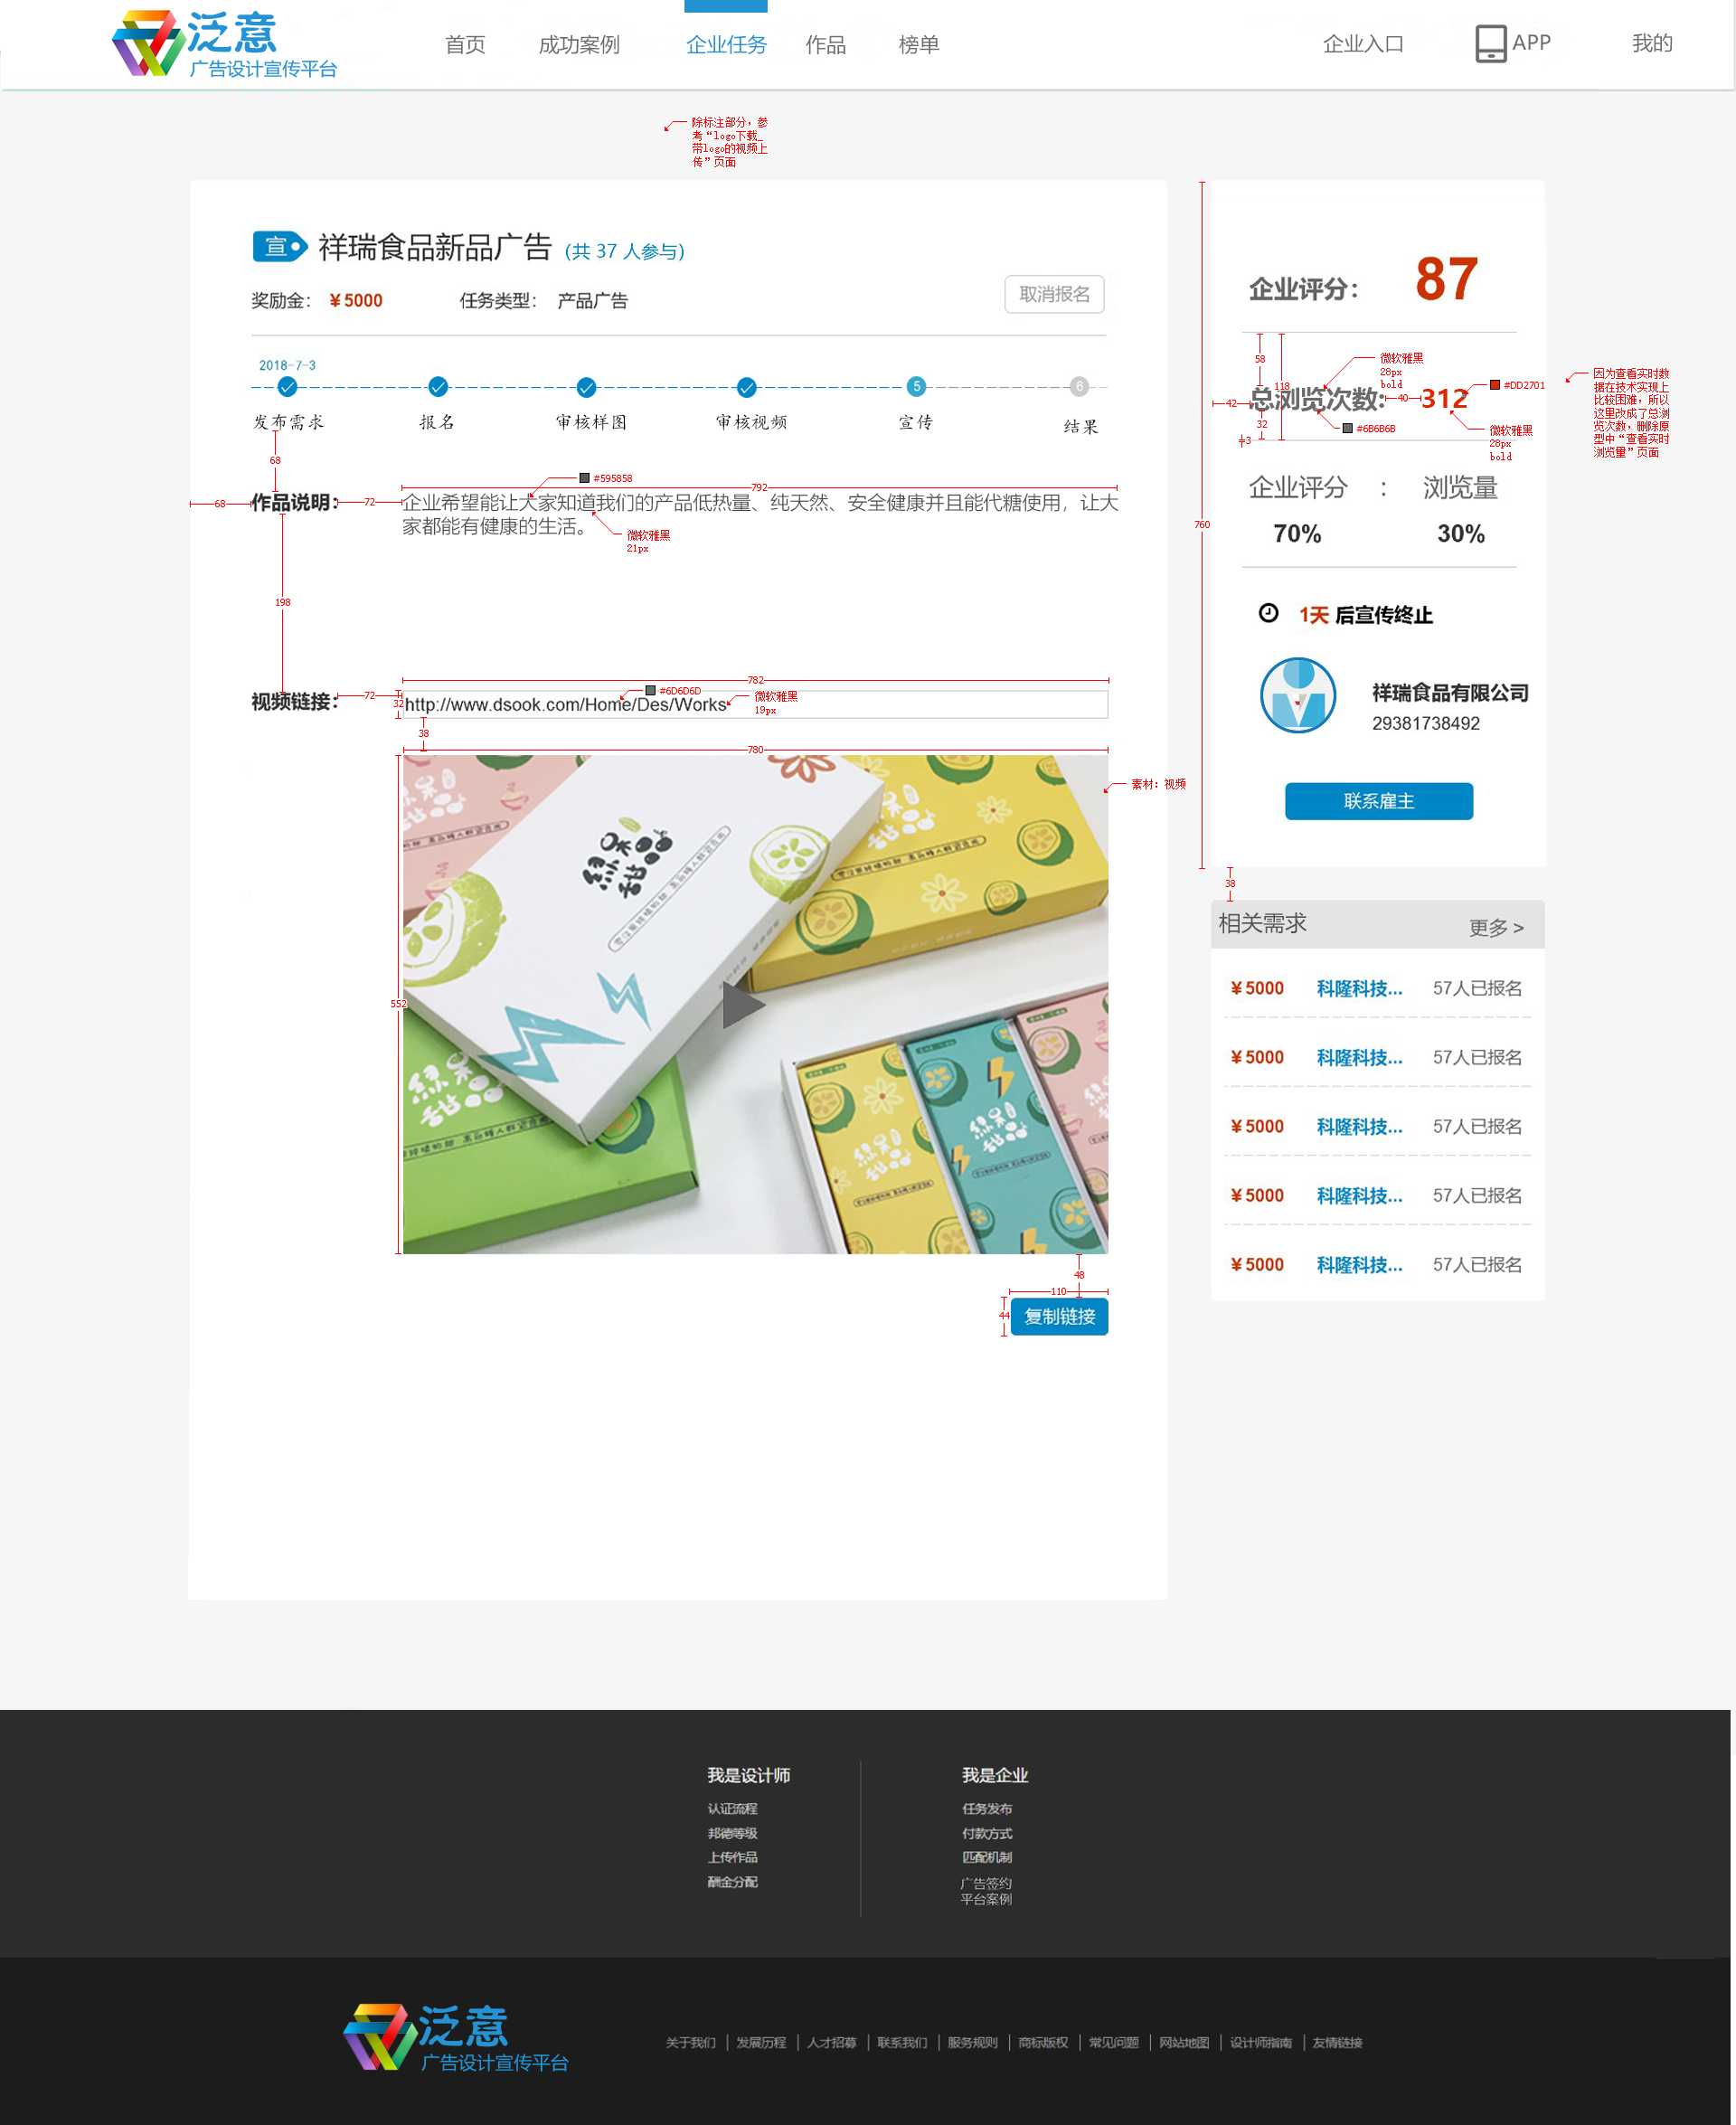 泛意
广告设计宣传平台
首页 成功案例 企业任务 作品 榜单 企业入口 APP 我的
除标注部分，参
考“logo下载_
带logo的视频上
传”页面
宣 祥瑞食品新品广告 (共 37 人参与)
奖励金： ¥5000 任务类型： 产品广告 取消报名
2018-7-3
5 6
发布需求 报名 审核样图 审核视频 宣传 结果
68
#595858
792
68 作品说明： 72 企业希望能让大家知道我们的产品低热量、纯天然、安全健康并且能代糖使用，让大
家都能有健康的生活。
微软雅黑
21px
198
782
视频链接： 72 32 http://www.dsook.com/Home/Des/Works
#6D6D6D
微软雅黑
19px
38
780
素材：视频
552
绿呆甜品
48
110
44
复制链接
760
企业评分： 87
58
118
微软雅黑
28px
bold
42 总浏览次数: 40 312
#DD2701
32
#6B6B6B
微软雅黑
28px
bold
3
因为查看实时数
据在技术实现上
比较困难，所以
这里改成了总浏
览次数，删除原
型中“查看实时
浏览量”页面
企业评分 ： 浏览量
70% 30%
1天 后宣传终止
祥瑞食品有限公司
29381738492
联系雇主
38
相关需求 更多 >
¥5000 科隆科技... 57人已报名
¥5000 科隆科技... 57人已报名
¥5000 科隆科技... 57人已报名
¥5000 科隆科技... 57人已报名
¥5000 科隆科技... 57人已报名
我是设计师
认证流程
邦德等级
上传作品
酬金分配
我是企业
任务发布
付款方式
匹配机制
广告签约
平台案例
泛意
广告设计宣传平台
关于我们 | 发展历程 | 人才招募 | 联系我们 | 服务规则 | 商标版权 | 常见问题 | 网站地图 | 设计师指南 | 友情链接